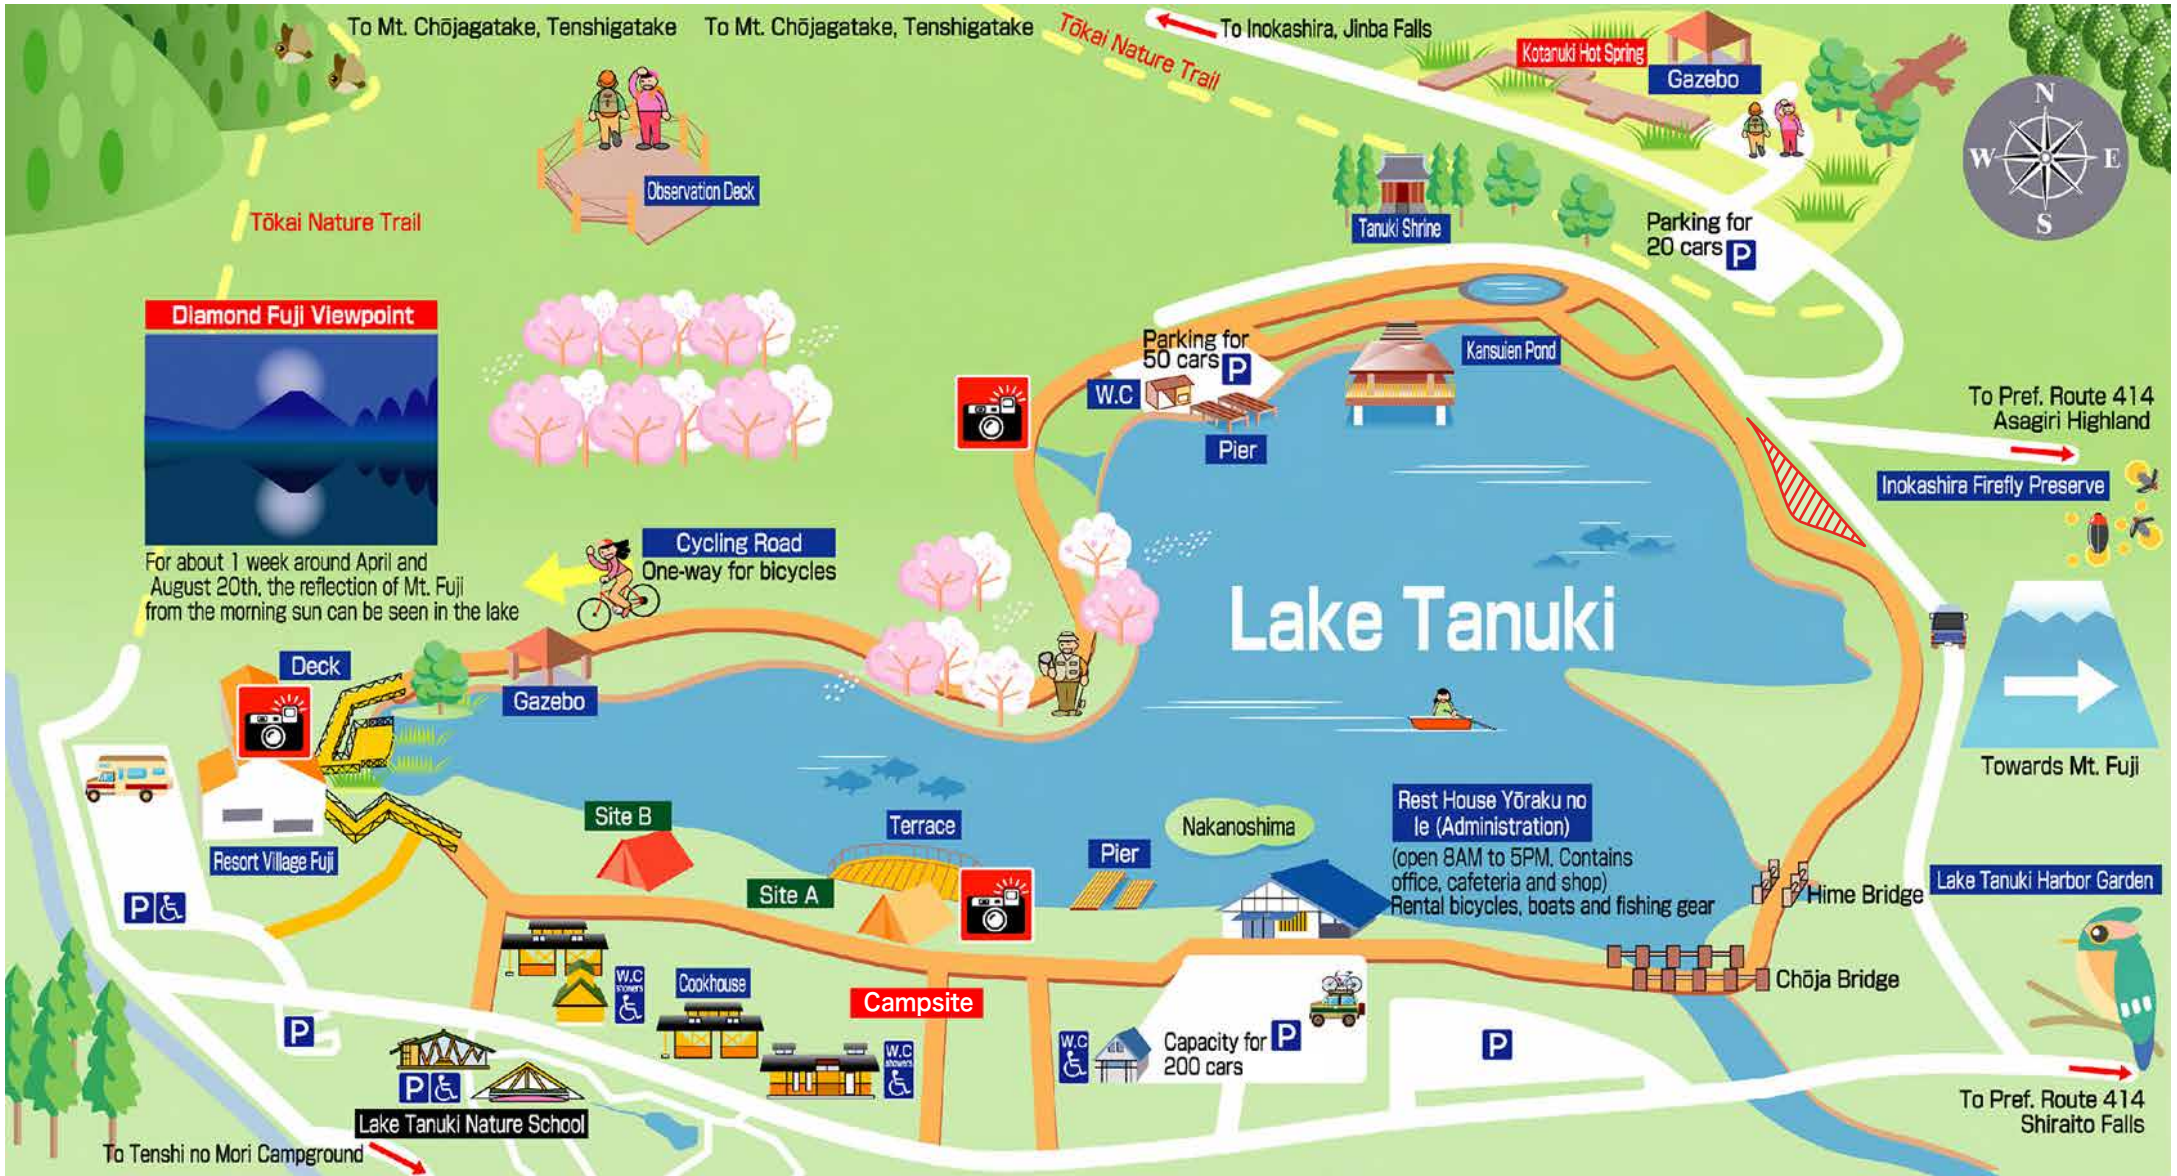 To Mt. Chōjagatake, Tenshigatake
To Mt. Chōjagatake, Tenshigatake
Tōkai Nature Trail
To Inokashira, Jinba Falls
Kotanuki Hot Spring
Gazebo
N
W
E
S
Observation Deck
Tōkai Nature Trail
Tanuki Shrine
Parking for
20 cars P
Diamond Fuji Viewpoint
For about 1 week around April and
August 20th, the reflection of Mt. Fuji
from the morning sun can be seen in the lake
Parking for
50 cars P
W.C
Pier
Kansuien Pond
To Pref. Route 414
Asagiri Highland
Inokashira Firefly Preserve
Cycling Road
One-way for bicycles
Lake Tanuki
Deck
Gazebo
Towards Mt. Fuji
Resort Village Fuji
Site B
Terrace
Site A
Pier
Nakanoshima
Rest House Yōraku no
Ie (Administration)
(open 8AM to 5PM. Contains
office, cafeteria and shop)
Rental bicycles, boats and fishing gear
Hime Bridge
Lake Tanuki Harbor Garden
Chōja Bridge
P
P
W.C
showers
Cookhouse
Campsite
W.C
showers
W.C
Capacity for P
200 cars
P
P
Lake Tanuki Nature School
To Tenshi no Mori Campground
To Pref. Route 414
Shiraito Falls